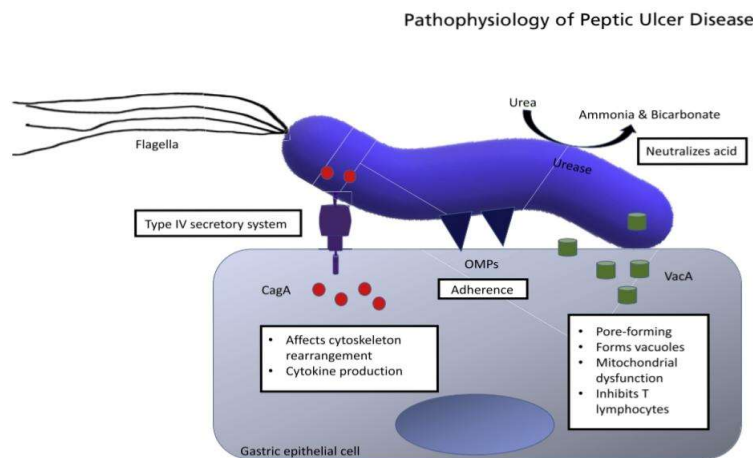 Pathophysiology of Peptic Ulcer Disease
Urea
Ammonia & Bicarbonate
Flagella
Neutralizes acid
Urease
Type IV secretory system
OMPs
CagA
Adherence
VacA
• Affects cytoskeleton
rearrangement
• Cytokine production
• Pore-forming
• Forms vacuoles
• Mitochondrial
dysfunction
• Inhibits T
lymphocytes
Gastric epithelial cell